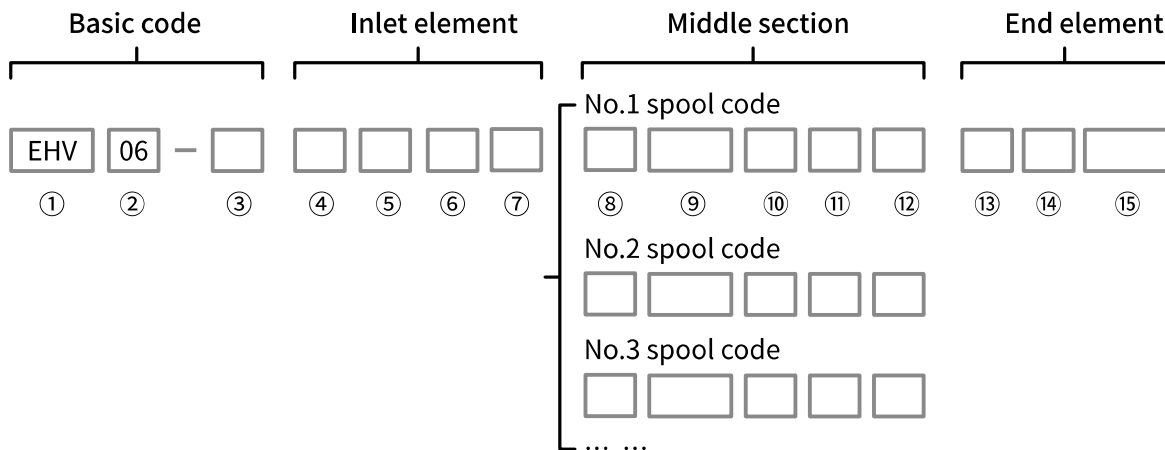 Basic code Inlet element Middle section End element
No.1 spool code
EHV 06 –
① ② ③ ④ ⑤ ⑥ ⑦ ⑧ ⑨ ⑩ ⑪ ⑫ ⑬ ⑭ ⑮
No.2 spool code
No.3 spool code
... ...